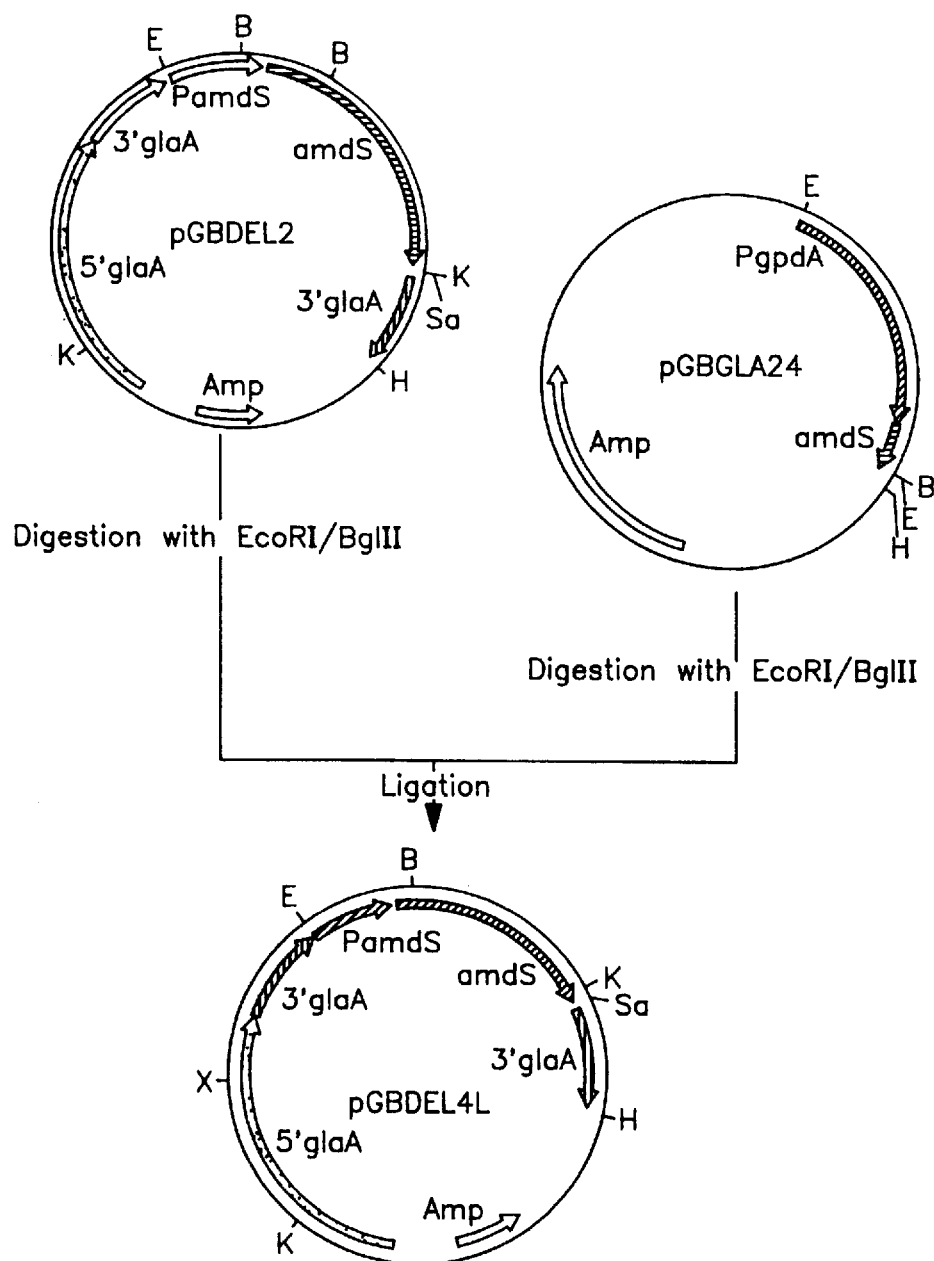 E
B
B
PamdS
3'glaA
amdS
pGBDEL2
5'glaA
3'glaA
K
Sa
K
H
Amp
E
PgpdA
pGBGLA24
Amp
amdS
B
E
H
Digestion with EcoRI/BglII
Digestion with EcoRI/BglII
Ligation
B
E
PamdS
amdS
K
Sa
3'glaA
3'glaA
X
pGBDEL4L
H
5'glaA
Amp
K